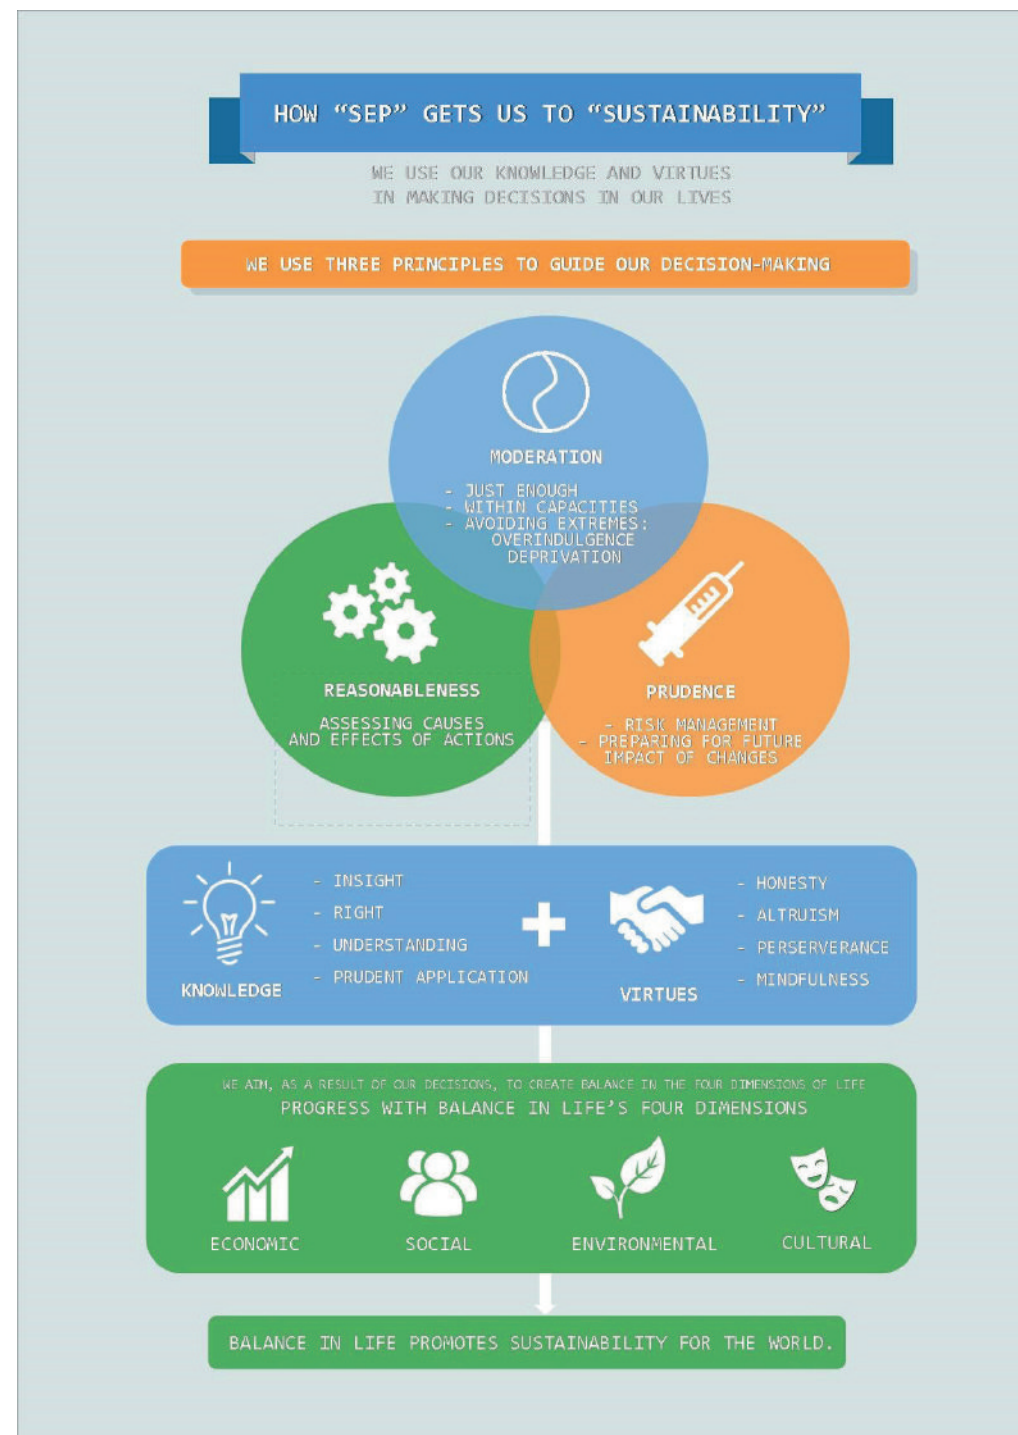 HOW “SEP” GETS US TO “SUSTAINABILITY”
WE USE OUR KNOWLEDGE AND VIRTUES
IN MAKING DECISIONS IN OUR LIVES
WE USE THREE PRINCIPLES TO GUIDE OUR DECISION-MAKING
MODERATION
- JUST ENOUGH
- WITHIN CAPACITIES
- AVOIDING EXTREMES:
OVERINDULGENCE
DEPRIVATION
REASONABLENESS
ASSESSING CAUSES
AND EFFECTS OF ACTIONS
PRUDENCE
- RISK MANAGEMENT
- PREPARING FOR FUTURE
IMPACT OF CHANGES
KNOWLEDGE
- INSIGHT
- RIGHT
- UNDERSTANDING
- PRUDENT APPLICATION
VIRTUES
- HONESTY
- ALTRUISM
- PERSERVERANCE
- MINDFULNESS
WE AIM, AS A RESULT OF OUR DECISIONS, TO CREATE BALANCE IN THE FOUR DIMENSIONS OF LIFE
PROGRESS WITH BALANCE IN LIFE’S FOUR DIMENSIONS
ECONOMIC
SOCIAL
ENVIRONMENTAL
CULTURAL
BALANCE IN LIFE PROMOTES SUSTAINABILITY FOR THE WORLD.